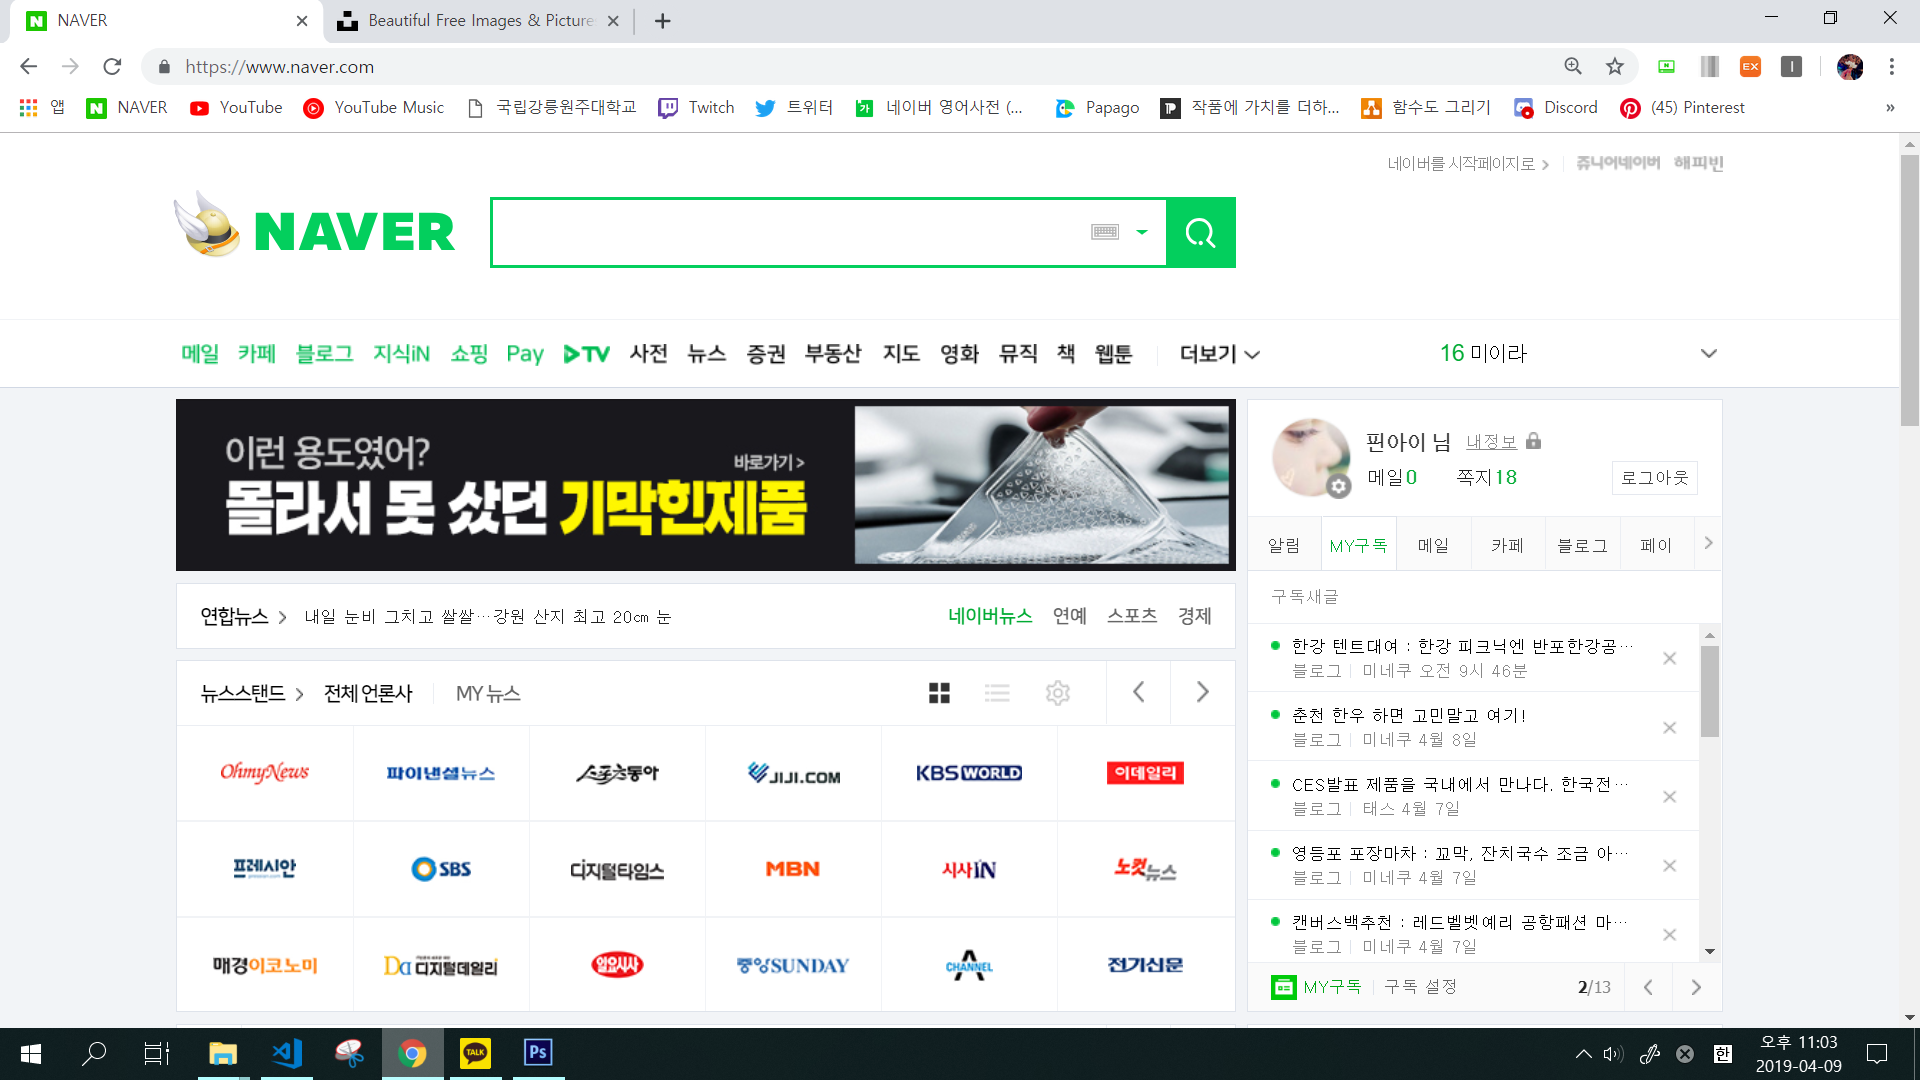 NAVER
Beautiful Free Images & Picture
https://www.naver.com
앱
NAVER
YouTube
YouTube Music
국립강릉원주대학교
Twitch
트위터
네이버 영어사전 (...
Papago
작품에 가치를 더하...
함수도 그리기
Discord
(45) Pinterest
»
네이버를 시작페이지로
쥬니어네이버
해피빈
NAVER
메일 카페 블로그 지식iN 쇼핑 Pay TV 사전 뉴스 증권 부동산 지도 영화 뮤직 책 웹툰 더보기
16 미이라
이런 용도였어?
바로가기 >
몰라서 못 샀던 기막힌제품
핀아이 님 내정보
메일0 쪽지18
로그아웃
알림 MY구독 메일 카페 블로그 페이
구독새글
연합뉴스 > 내일 눈비 그치고 쌀쌀…강원 산지 최고 20㎝ 눈
네이버뉴스 연예 스포츠 경제
한강 텐트대여 : 한강 피크닉엔 반포한강공…
블로그 | 미네쿠 오전 9시 46분
춘천 한우 하면 고민말고 여기!
블로그 | 미네쿠 4월 8일
CES발표 제품을 국내에서 만나다. 한국전…
블로그 | 태스 4월 7일
영등포 포장마차 : 꼬막, 잔치국수 조금 아…
블로그 | 미네쿠 4월 7일
캔버스백추천 : 레드벨벳예리 공항패션 마…
블로그 | 미네쿠 4월 7일
MY구독 | 구독 설정
2/13
뉴스스탠드 > 전체 언론사 MY 뉴스
OhmyNews 파이낸셜뉴스 스포츠동아 JIJI.COM KBS WORLD 이데일리
프레시안 SBS 디지털타임스 MBN 시사IN 노컷뉴스
매경이코노미 디지털데일리 일요시사 중앙SUNDAY CHANNEL A 전기신문
TALK
Ps
한
오후 11:03
2019-04-09